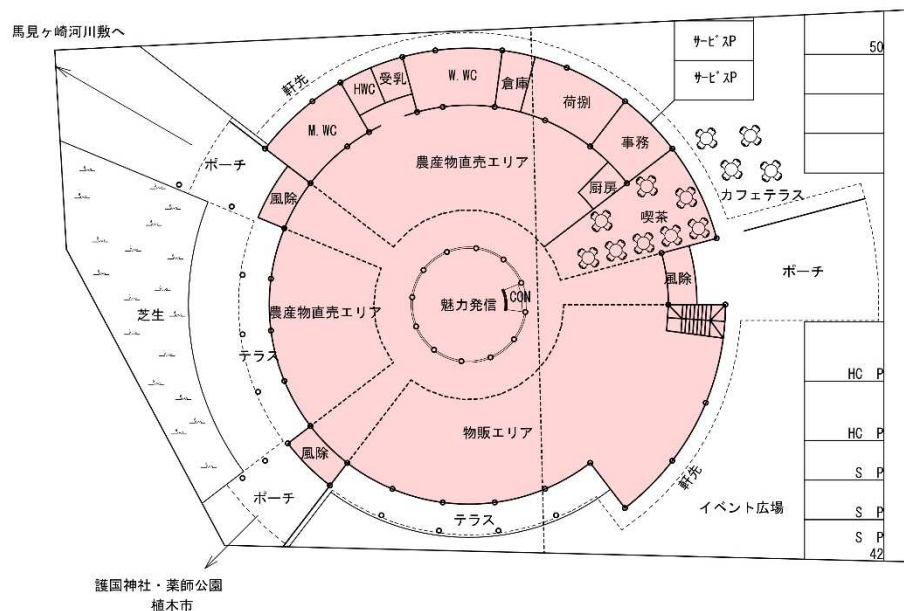 馬見ヶ崎河川敷へ
サービスP
サービスP
50
軒先
HWC
受乳
W.WC
倉庫
荷捌
M.WC
事務
ポーチ
農産物直売エリア
厨房
カフェテラス
風除
喫茶
風除
ポーチ
芝生
農産物直売エリア
魅力発信
CON
テラス
HC P
物販エリア
HC P
風除
軒先
S P
ポーチ
テラス
イベント広場
S P
S P
42
護国神社・薬師公園
植木市